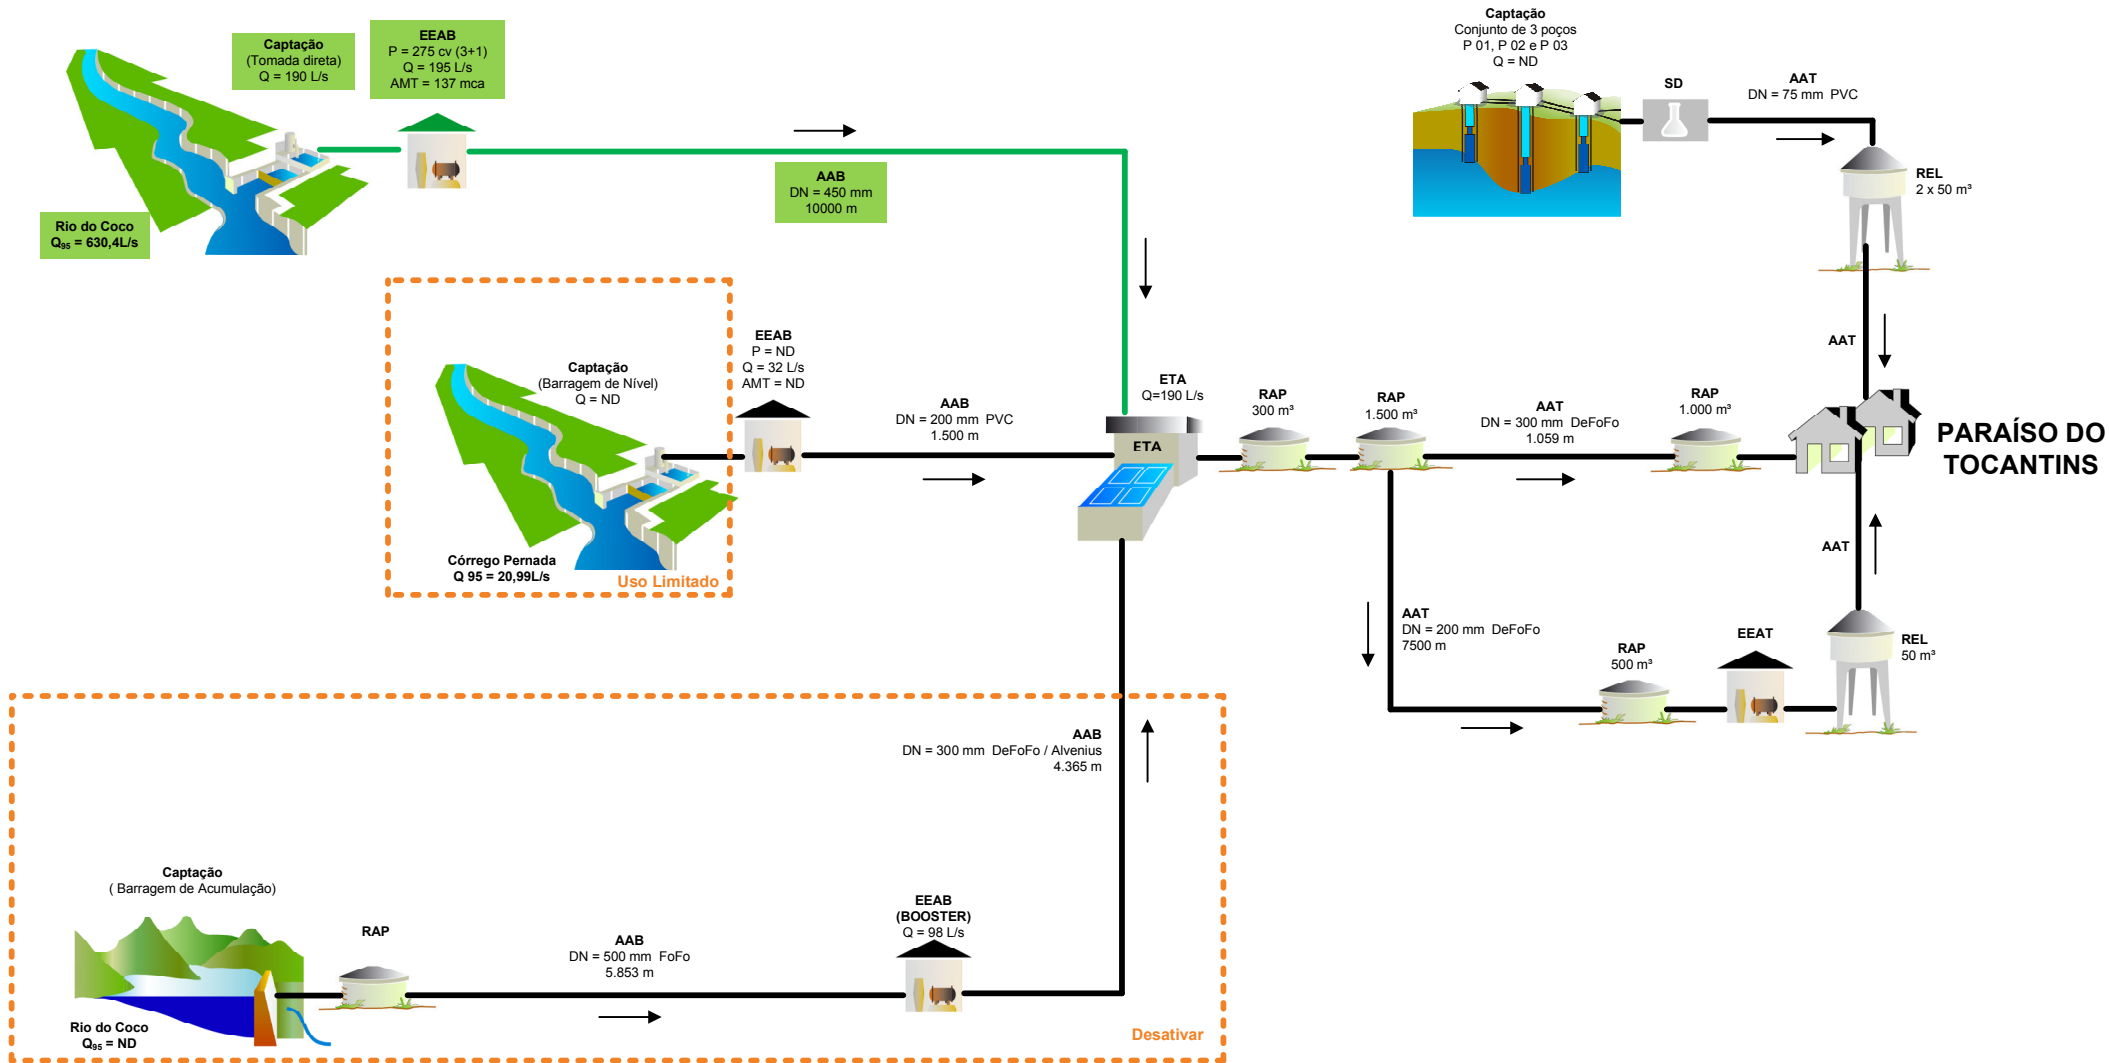 Captação
(Tomada direta)
Q = 190 L/s
EEAB
P = 275 cv (3+1)
Q = 195 L/s
AMT = 137 mca
Rio do Coco
Q₉₅ = 630,4L/s
AAB
DN = 450 mm
10000 m
Captação
Conjunto de 3 poços
P 01, P 02 e P 03
Q = ND
SD
AAT
DN = 75 mm PVC
REL
2 x 50 m³
AAT
Captação
(Barragem de Nível)
Q = ND
Córrego Pernada
Q 95 = 20,99L/s
Uso Limitado
EEAB
P = ND
Q = 32 L/s
AMT = ND
AAB
DN = 200 mm PVC
1.500 m
ETA
Q=190 L/s
ETA
RAP
300 m³
RAP
1.500 m³
AAT
DN = 300 mm DeFoFo
1.059 m
RAP
1.000 m³
PARAÍSO DO
TOCANTINS
AAT
DN = 200 mm DeFoFo
7500 m
RAP
500 m³
EEAT
REL
50 m³
AAT
AAB
DN = 300 mm DeFoFo / Alvenius
4.365 m
Captação
( Barragem de Acumulação)
Rio do Coco
Q₉₅ = ND
RAP
AAB
DN = 500 mm FoFo
5.853 m
EEAB
(BOOSTER)
Q = 98 L/s
Desativar